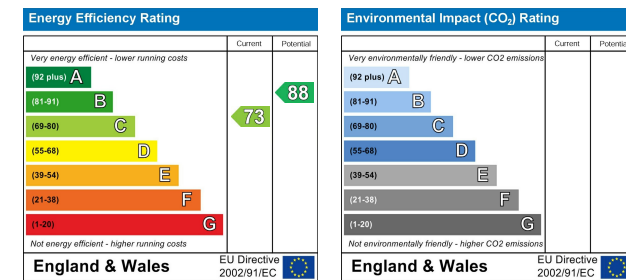 Energy Efficiency Rating
Current Potential
Very energy efficient - lower running costs
(92 plus) A
(81-91) B
(69-80) C
(55-68) D
(39-54) E
(21-38) F
(1-20) G
73
88
Not energy efficient - higher running costs
England & Wales
EU Directive
2002/91/EC
Environmental Impact (CO₂) Rating
Current Potential
Very environmentally friendly - lower CO2 emissions
(92 plus) A
(81-91) B
(69-80) C
(55-68) D
(39-54) E
(21-38) F
(1-20) G
Not environmentally friendly - higher CO2 emissions
England & Wales
EU Directive
2002/91/EC